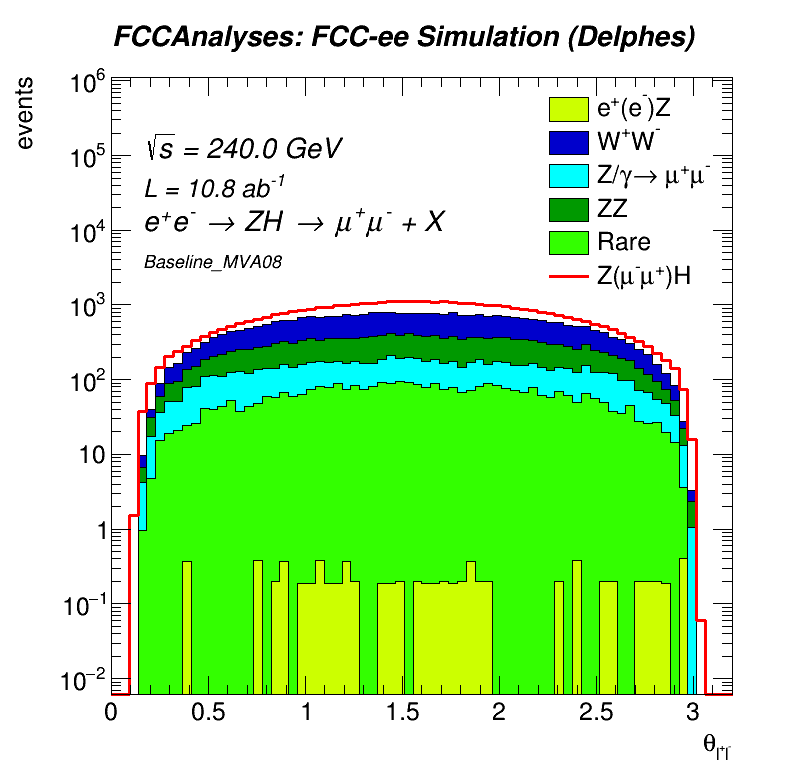 FCCAnalyses: FCC-ee Simulation (Delphes)
events
10⁶
10⁵
10⁴
10³
10²
10
1
10⁻¹
10⁻²
√s = 240.0 GeV
L = 10.8 ab⁻¹
e⁺e⁻ → ZH → μ⁺μ⁻ + X
Baseline_MVA08
e⁺(e⁻)Z
W⁺W⁻
Z/γ→ μ⁺μ⁻
ZZ
Rare
Z(μ⁻μ⁺)H
0 0.5 1 1.5 2 2.5 3
θ_l⁺l⁻